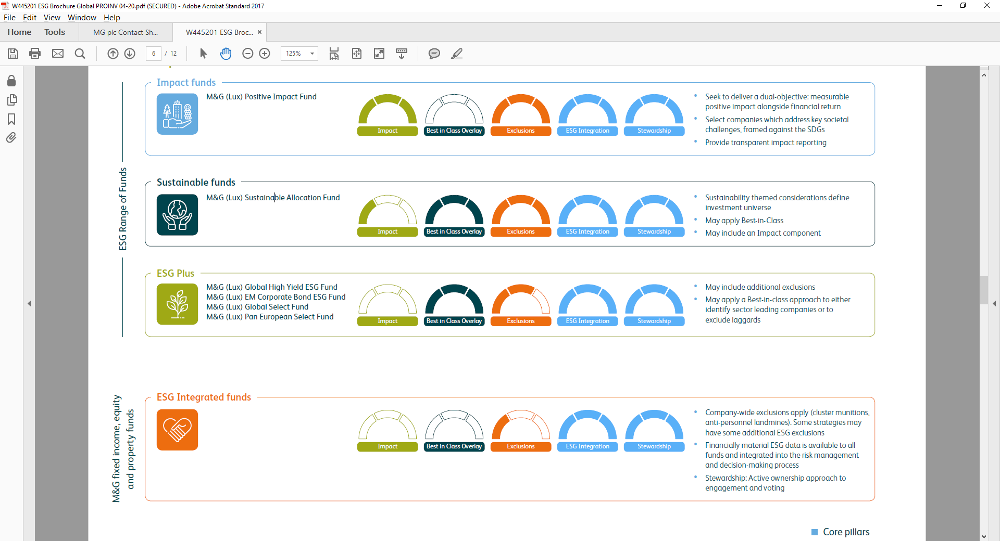 W445201 ESG Brochure Global PROINV 04-20.pdf (SECURED) - Adobe Acrobat Standard 2017
File Edit View Window Help
Home Tools MG plc Contact Sh... W445201 ESG Broc... ×
6 / 12 125%
ESG Range of Funds
Impact funds
M&G (Lux) Positive Impact Fund
Impact Best in Class Overlay Exclusions ESG Integration Stewardship
• Seek to deliver a dual-objective: measurable
positive impact alongside financial return
• Select companies which address key societal
challenges, framed against the SDGs
• Provide transparent impact reporting
Sustainable funds
M&G (Lux) Sustainable Allocation Fund
Impact Best in Class Overlay Exclusions ESG Integration Stewardship
• Sustainability themed considerations define
investment universe
• May apply Best-in-Class
• May include an Impact component
ESG Plus
M&G (Lux) Global High Yield ESG Fund
M&G (Lux) EM Corporate Bond ESG Fund
M&G (Lux) Global Select Fund
M&G (Lux) Pan European Select Fund
Impact Best in Class Overlay Exclusions ESG Integration Stewardship
• May include additional exclusions
• May apply a Best-in-class approach to either
identify sector leading companies or to
exclude laggards
M&G fixed income, equity
and property funds
ESG Integrated funds
Impact Best in Class Overlay Exclusions ESG Integration Stewardship
• Company-wide exclusions apply (cluster munitions,
anti-personnel landmines). Some strategies may
have some additional ESG exclusions
• Financially material ESG data is available to all
funds and integrated into the risk management
and decision-making process
• Stewardship: Active ownership approach to
engagement and voting
Core pillars